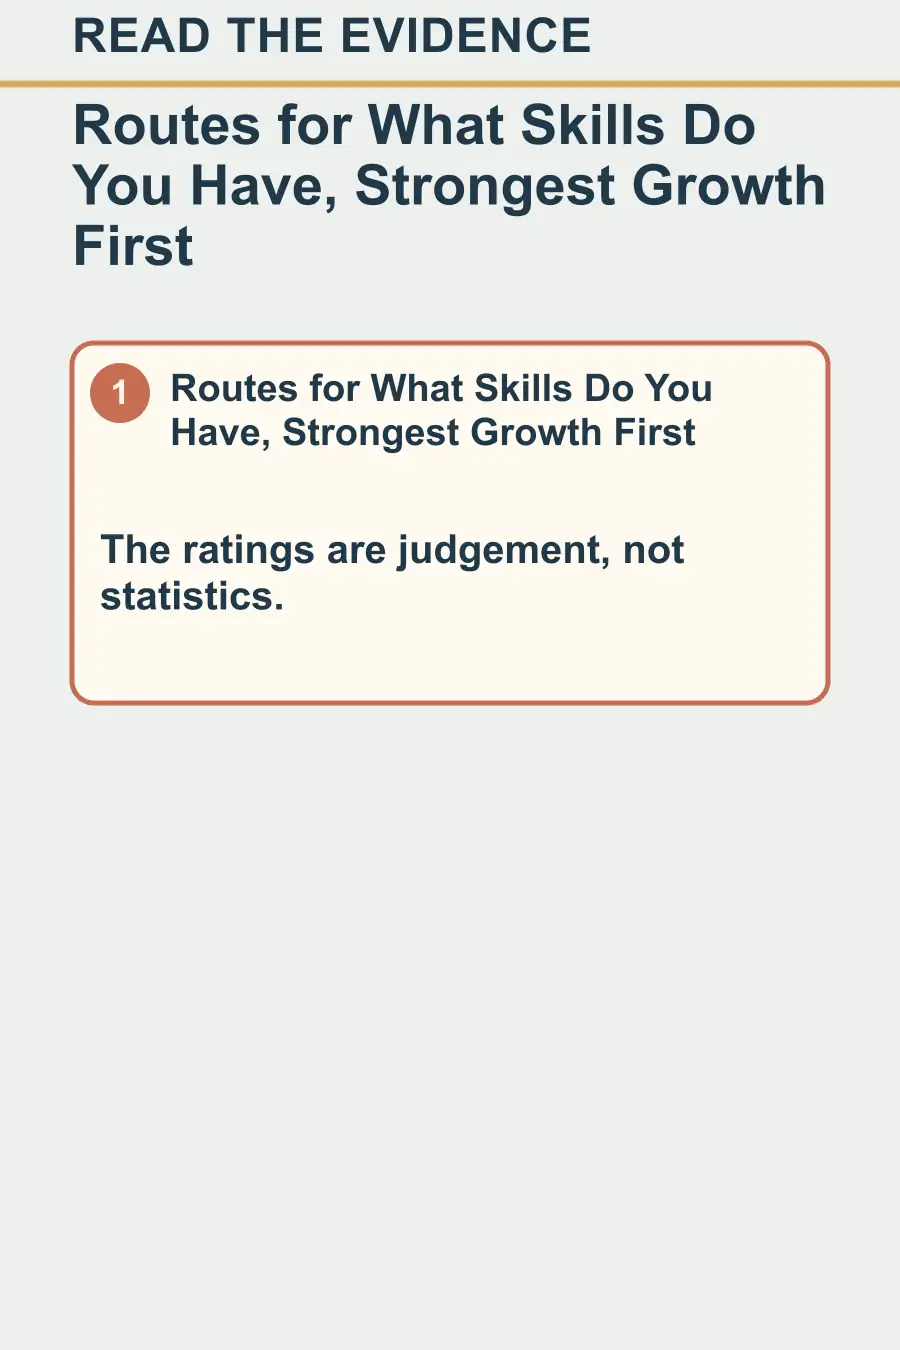 READ THE EVIDENCE
Routes for What Skills Do
You Have, Strongest Growth
First
1
Routes for What Skills Do You
Have, Strongest Growth First
The ratings are judgement, not
statistics.